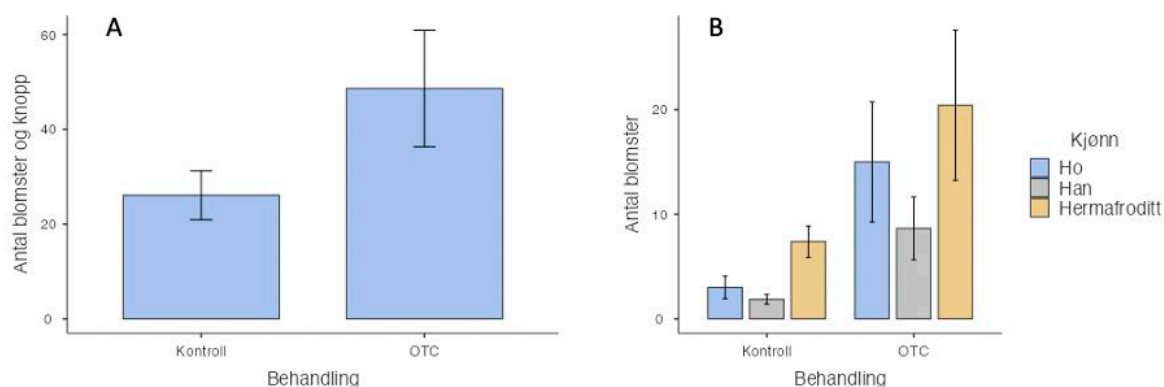 A
Antal blomster og knopp
60
40
20
0
Kontroll
OTC
Behandling
B
Antal blomster
20
10
0
Kontroll
OTC
Behandling
Kjønn
Ho
Han
Hermafroditt